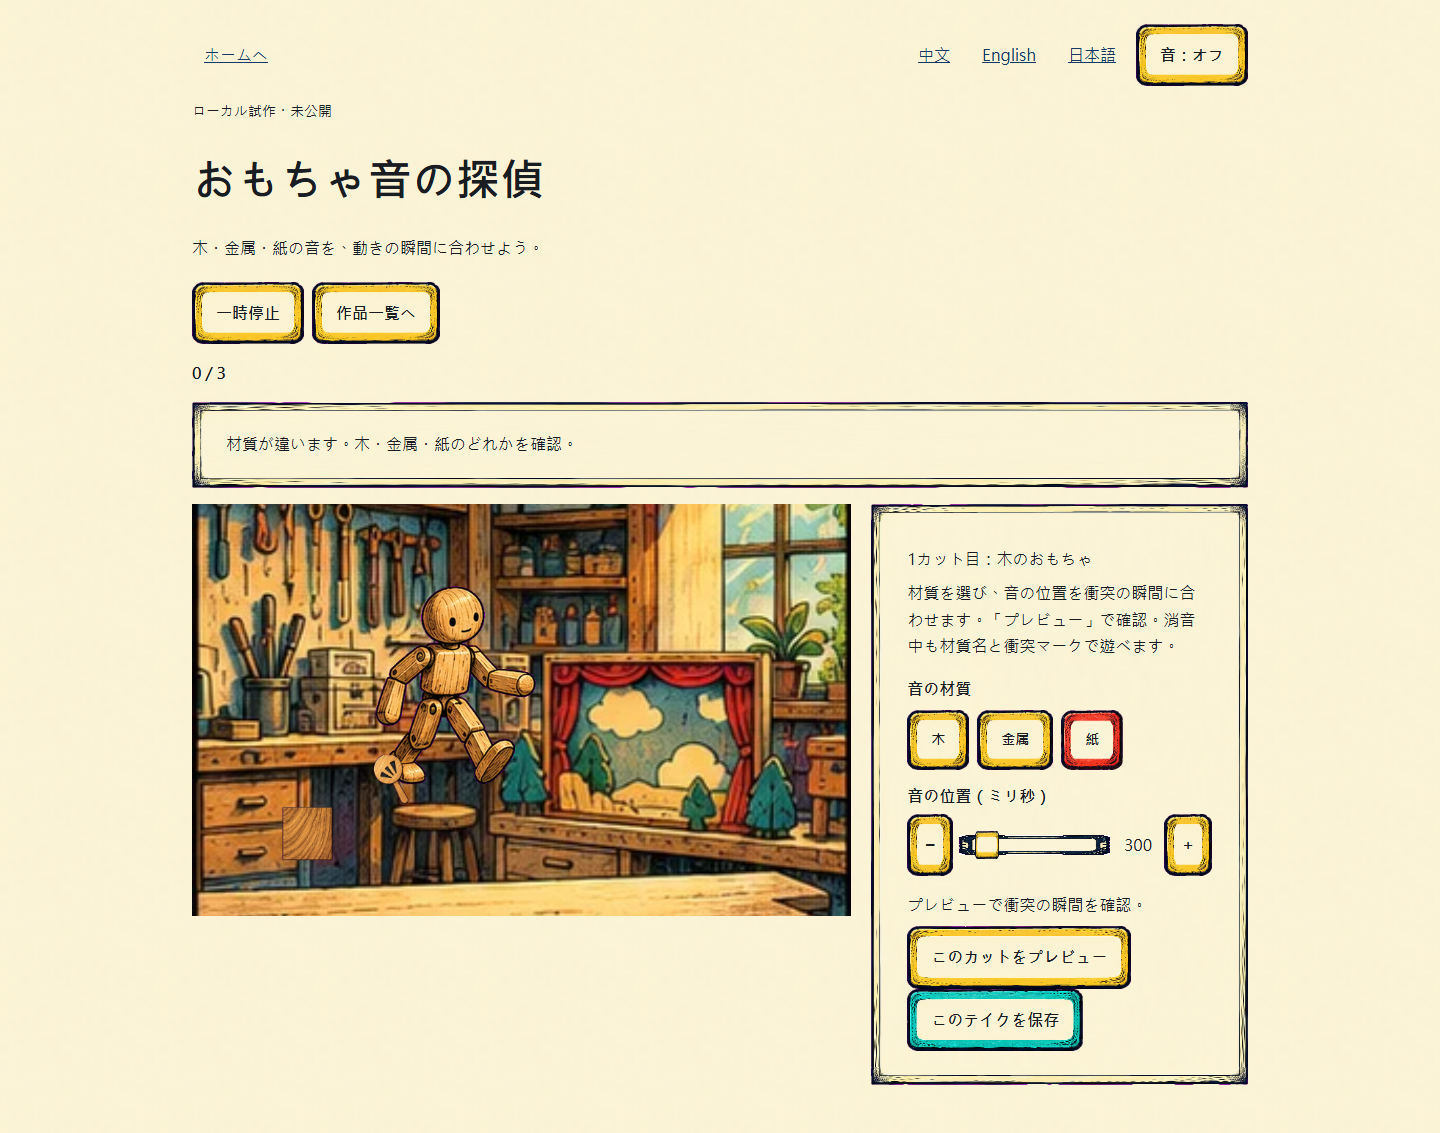 ホームへ
中文 English 日本語 音：オフ
ローカル試作・未公開
おもちゃ音の探偵
木・金属・紙の音を、動きの瞬間に合わせよう。
一時停止 作品一覧へ
0 / 3
材質が違います。木・金属・紙のどれかを確認。
1カット目：木のおもちゃ
材質を選び、音の位置を衝突の瞬間に合
わせます。「プレビュー」で確認。消音
中も材質名と衝突マークで遊べます。
音の材質
木 金属 紙
音の位置（ミリ秒）
− 300 +
プレビューで衝突の瞬間を確認。
このカットをプレビュー
このテイクを保存